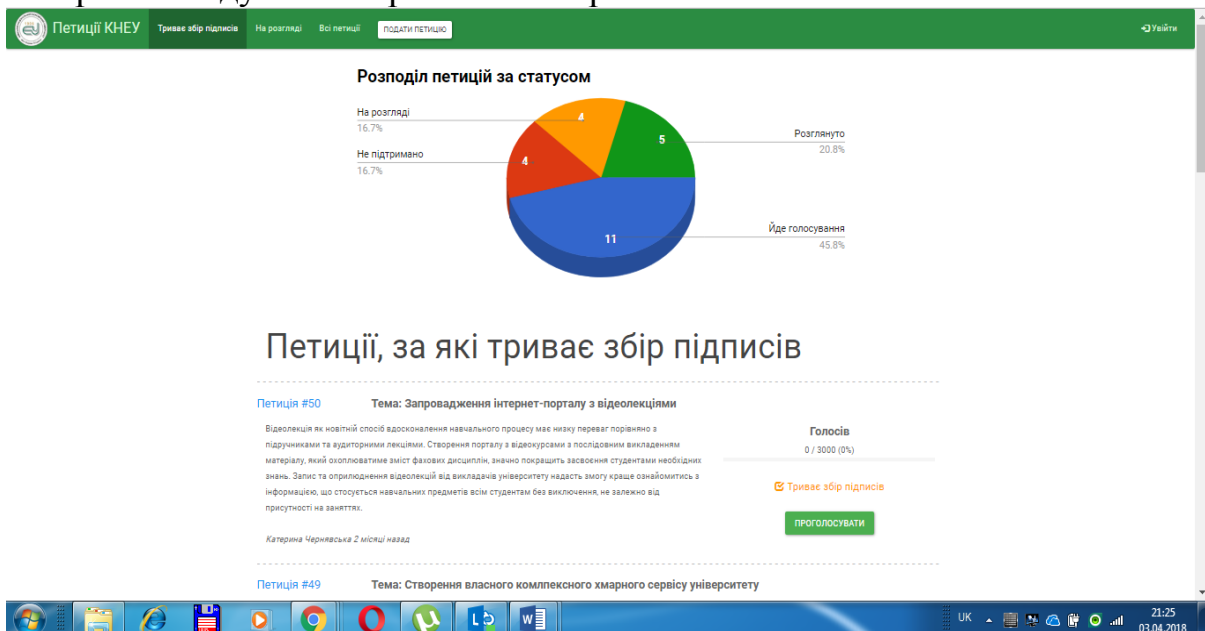 Петиції КНЕУ Триває збір підписів На розгляді Всі петиції ПОДАТИ ПЕТИЦІЮ Увійти
Розподіл петицій за статусом
На розгляді
16.7%
Не підтримано
16.7%
4
5
4
11
Розглянуто
20.8%
Йде голосування
45.8%
Петиції, за які триває збір підписів
Петиція #50 Тема: Запровадження інтернет-порталу з відеолекціями
Відеолекція як новітній спосіб вдосконалення навчального процесу має низку переваг порівняно з
підручниками та аудиторними лекціями. Створення порталу з відеокурсами з послідовним викладенням
матеріалу, який охоплюватиме зміст фахових дисциплін, значно покращить засвоєння студентами необхідних
знань. Запис та оприлюднення відеолекцій від викладачів університету надасть змогу краще ознайомитись з
інформацією, що стосується навчальних предметів всім студентам без виключення, не залежно від
присутності на заняттях.
Катерина Чернявська 2 місяці назад
Голосів
0 / 3000 (0%)
Триває збір підписів
ПРОГОЛОСУВАТИ
Петиція #49 Тема: Створення власного комлпексного хмарного сервісу університету
UK
21:25
03.04.2018